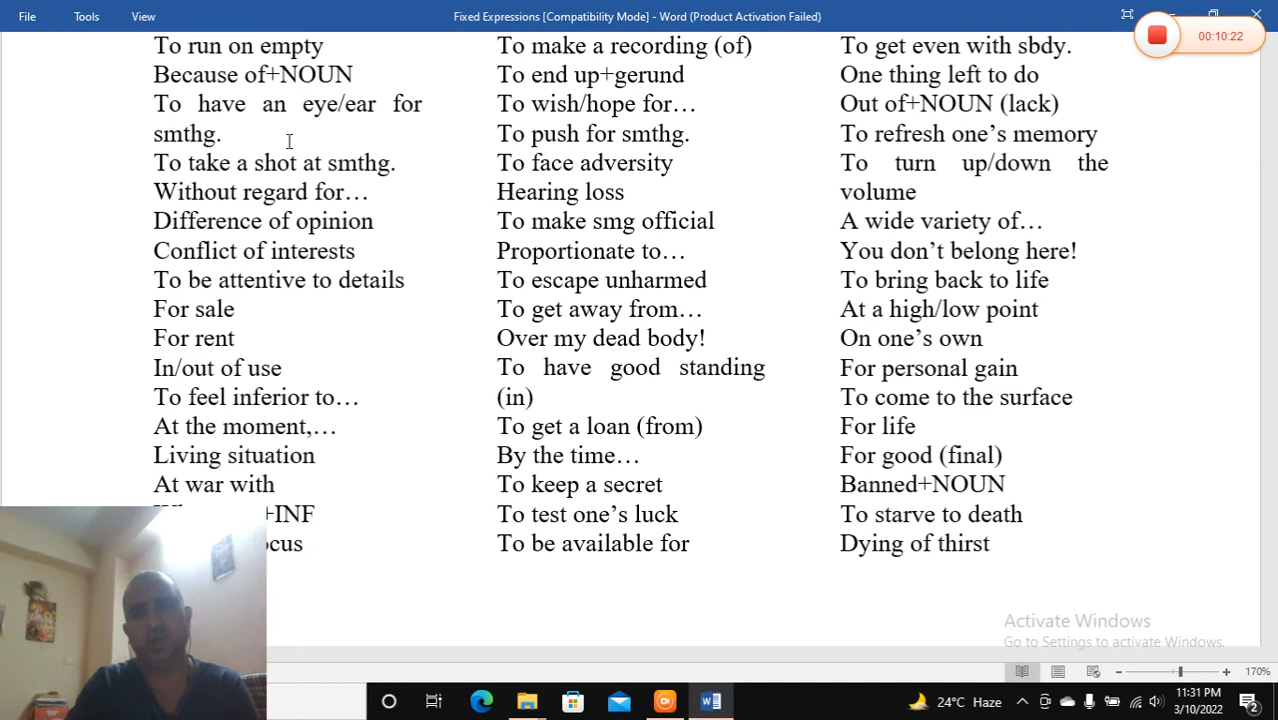 File
Tools
View
Fixed Expressions [Compatibility Mode] - Word (Product Activation Failed)
00:10:22
To run on empty
Because of+NOUN
To have an eye/ear for
smthg.
To take a shot at smthg.
Without regard for…
Difference of opinion
Conflict of interests
To be attentive to details
For sale
For rent
In/out of use
To feel inferior to…
At the moment,…
Living situation
At war with
+INF
ocus
To make a recording (of)
To end up+gerund
To wish/hope for…
To push for smthg.
To face adversity
Hearing loss
To make smg official
Proportionate to…
To escape unharmed
To get away from…
Over my dead body!
To have good standing
(in)
To get a loan (from)
By the time…
To keep a secret
To test one’s luck
To be available for
To get even with sbdy.
One thing left to do
Out of+NOUN (lack)
To refresh one’s memory
To turn up/down the
volume
A wide variety of…
You don’t belong here!
To bring back to life
At a high/low point
On one’s own
For personal gain
To come to the surface
For life
For good (final)
Banned+NOUN
To starve to death
Dying of thirst
Activate Windows
Go to Settings to activate Windows.
170%
24°C Haze
11:31 PM
3/10/2022
2